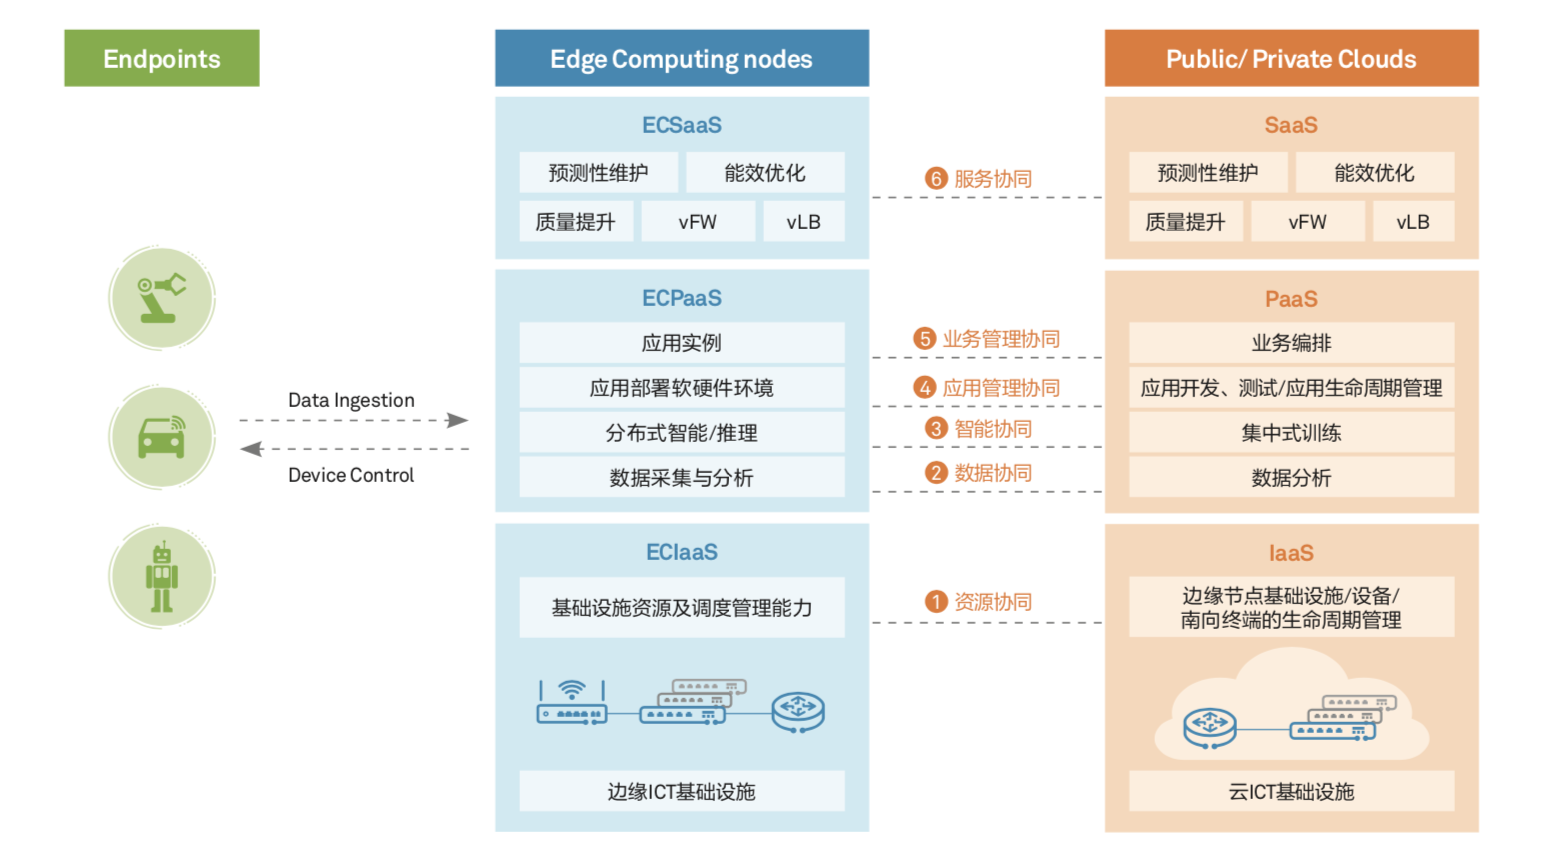 Endpoints
Edge Computing nodes
Public/ Private Clouds
ECSaaS
预测性维护
能效优化
质量提升
vFW
vLB
6 服务协同
SaaS
预测性维护
能效优化
质量提升
vFW
vLB
Data Ingestion
Device Control
ECPaaS
应用实例
应用部署软硬件环境
分布式智能/推理
数据采集与分析
5 业务管理协同
4 应用管理协同
3 智能协同
2 数据协同
PaaS
业务编排
应用开发、测试/应用生命周期管理
集中式训练
数据分析
ECIaaS
基础设施资源及调度管理能力
边缘ICT基础设施
1 资源协同
IaaS
边缘节点基础设施/设备/
南向终端的生命周期管理
云ICT基础设施